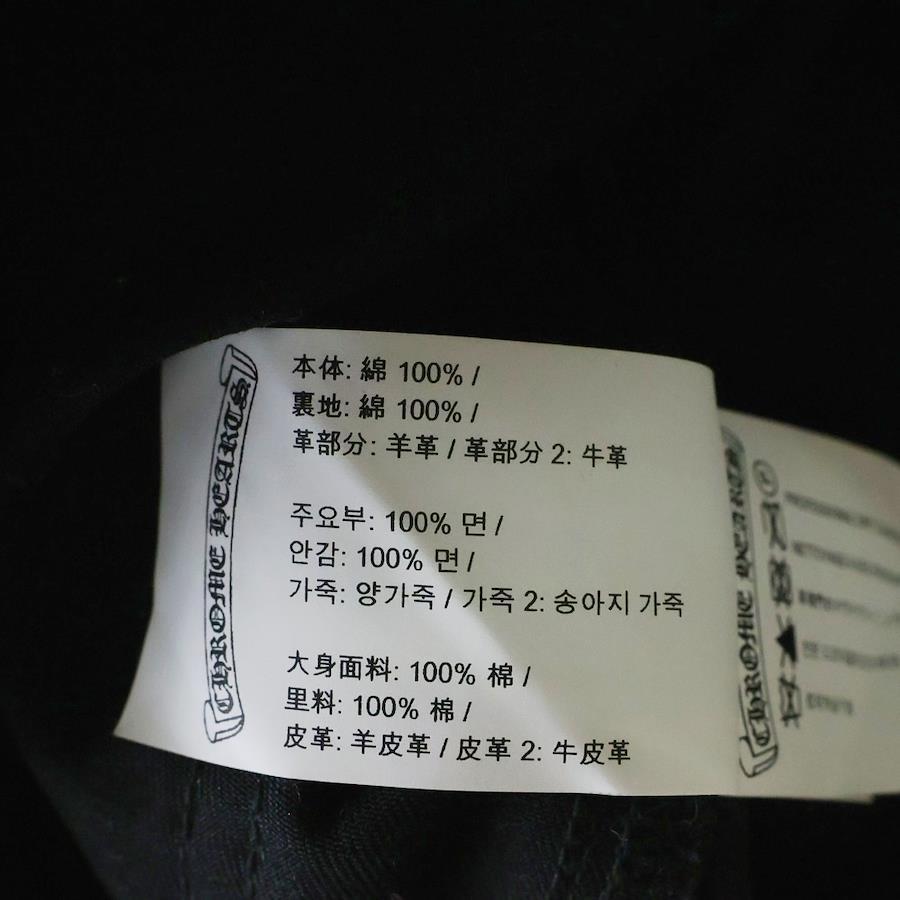 CHROME HEARTS
本体: 綿 100% /
裏地: 綿 100% /
革部分: 羊革 / 革部分 2: 牛革
주요부: 100% 면 /
안감: 100% 면 /
가죽: 양가죽 / 가죽 2: 송아지 가죽
大身面料: 100% 棉 /
里料: 100% 棉 /
皮革: 羊皮革 / 皮革 2: 牛皮革
CHROME HEARTS